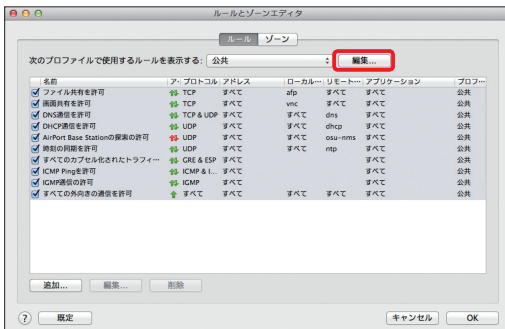 ルールとゾーンエディタ
ルール ゾーン
次のプロファイルで使用するルールを表示する: 公共 編集...
名前 ア· プロトコル アドレス ローカル… リモート… アプリケーション プロフ…
ファイル共有を許可 TCP すべて afp すべて すべて 公共
画面共有を許可 TCP すべて vnc すべて すべて 公共
DNS通信を許可 TCP & UDP すべて すべて dns すべて 公共
DHCP通信を許可 UDP すべて すべて dhcp すべて 公共
AirPort Base Stationの探索の許可 UDP すべて すべて osu-nms すべて 公共
時刻の同期を許可 UDP すべて すべて ntp すべて 公共
すべてのカプセル化されたトラフィ… GRE & ESP すべて すべて 公共
ICMP Pingを許可 ICMP & I... すべて すべて 公共
IGMP通信の許可 IGMP すべて すべて 公共
すべての外向きの通信を許可 すべて すべて すべて すべて すべて 公共
追加... 編集... 削除
? 既定 キャンセル OK